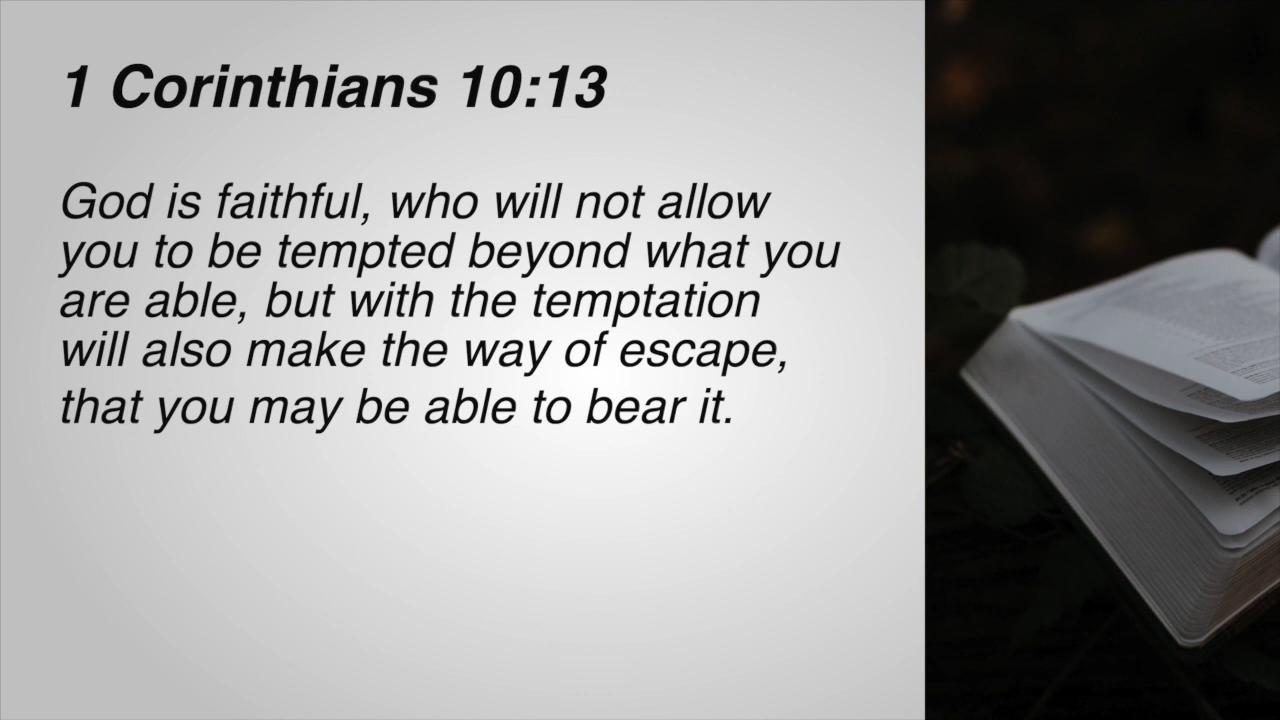 1 Corinthians 10:13
God is faithful, who will not allow
you to be tempted beyond what you
are able, but with the temptation
will also make the way of escape,
that you may be able to bear it.